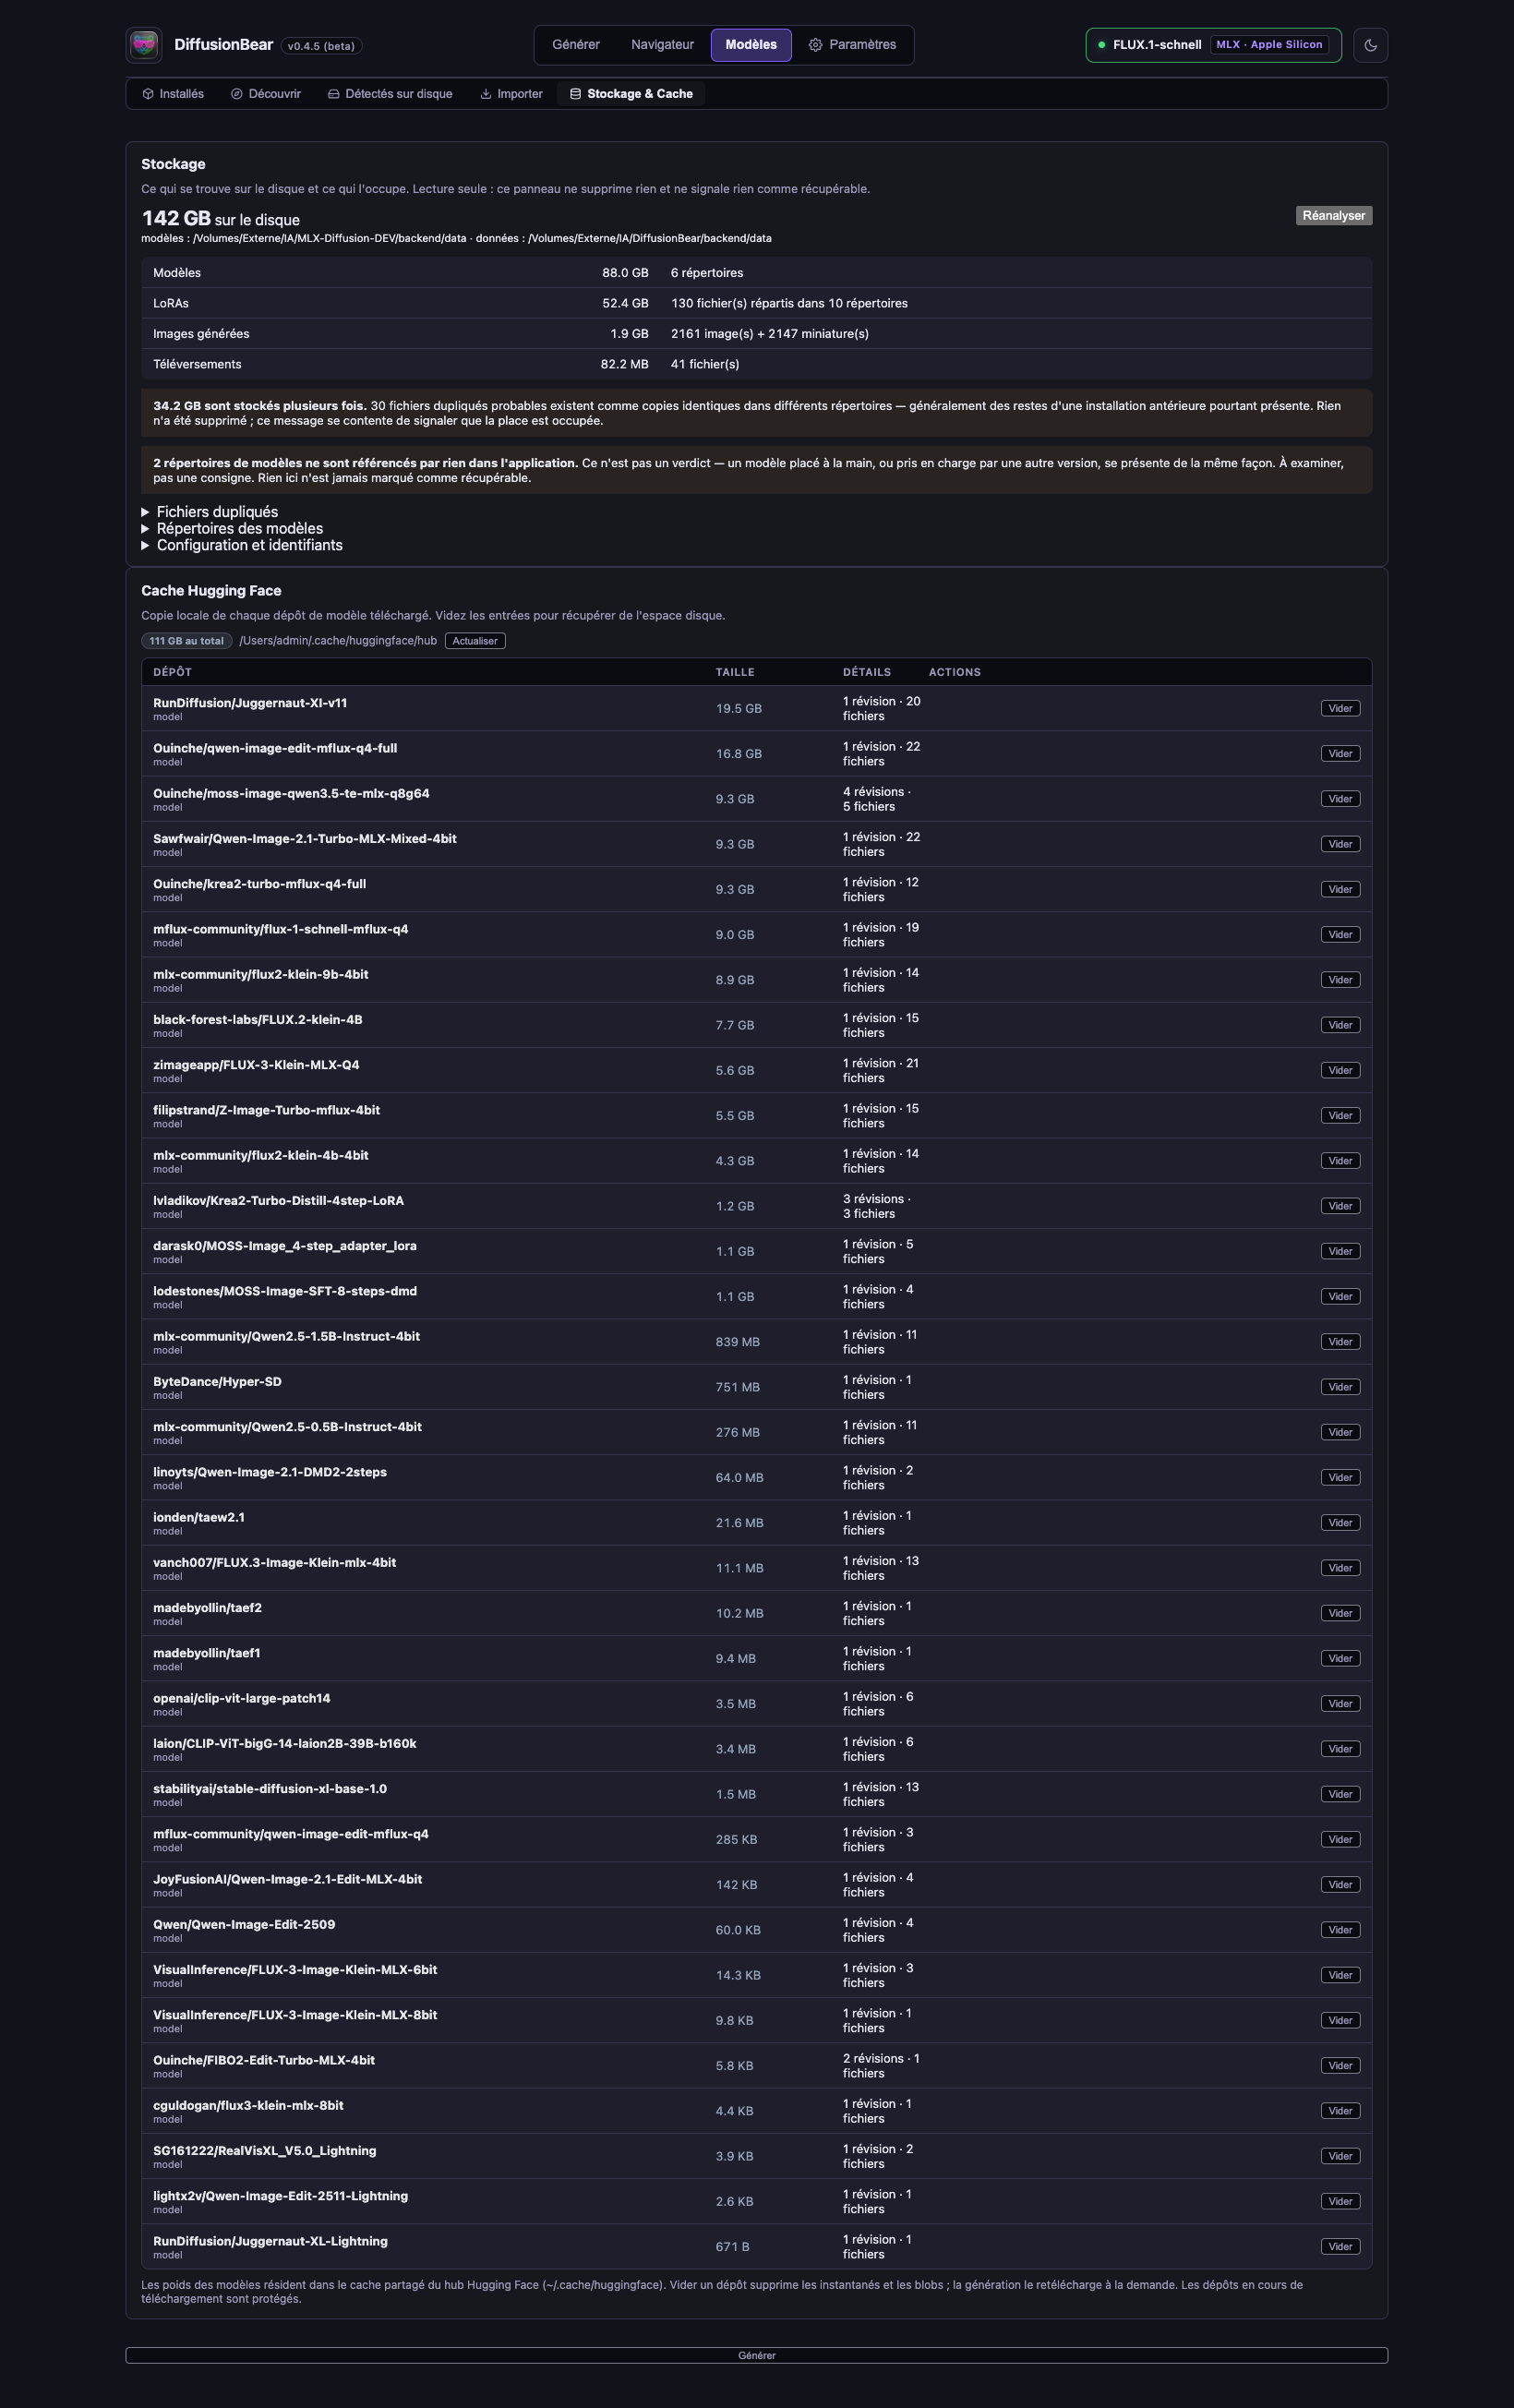 DiffusionBear v0.4.5 (beta)
Générer Navigateur Modèles Paramètres
FLUX.1-schnell MLX · Apple Silicon
Installés Découvrir Détectés sur disque Importer Stockage & Cache
Stockage
Ce qui se trouve sur le disque et ce qui l'occupe. Lecture seule : ce panneau ne supprime rien et ne signale rien comme récupérable.
142 GB sur le disque
Réanalyser
modèles : /Volumes/Externe/IA/MLX-Diffusion-DEV/backend/data · données : /Volumes/Externe/IA/DiffusionBear/backend/data
Modèles 88.0 GB 6 répertoires
LoRAs 52.4 GB 130 fichier(s) répartis dans 10 répertoires
Images générées 1.9 GB 2161 image(s) + 2147 miniature(s)
Téléversements 82.2 MB 41 fichier(s)
34.2 GB sont stockés plusieurs fois. 30 fichiers dupliqués probables existent comme copies identiques dans différents répertoires — généralement des restes d'une installation antérieure pourtant présente. Rien
n'a été supprimé ; ce message se contente de signaler que la place est occupée.
2 répertoires de modèles ne sont référencés par rien dans l'application. Ce n'est pas un verdict — un modèle placé à la main, ou pris en charge par une autre version, se présente de la même façon. À examiner,
pas une consigne. Rien ici n'est jamais marqué comme récupérable.
Fichiers dupliqués
Répertoires des modèles
Configuration et identifiants
Cache Hugging Face
Copie locale de chaque dépôt de modèle téléchargé. Videz les entrées pour récupérer de l'espace disque.
111 GB au total /Users/admin/.cache/huggingface/hub Actualiser
DÉPÔT TAILLE DÉTAILS ACTIONS
RunDiffusion/Juggernaut-XI-v11
model
19.5 GB
1 révision · 20
fichiers
Vider
Ouinche/qwen-image-edit-mflux-q4-full
model
16.8 GB
1 révision · 22
fichiers
Vider
Ouinche/moss-image-qwen3.5-te-mlx-q8g64
model
9.3 GB
4 révisions ·
5 fichiers
Vider
Sawfwair/Qwen-Image-2.1-Turbo-MLX-Mixed-4bit
model
9.3 GB
1 révision · 22
fichiers
Vider
Ouinche/krea2-turbo-mflux-q4-full
model
9.3 GB
1 révision · 12
fichiers
Vider
mflux-community/flux-1-schnell-mflux-q4
model
9.0 GB
1 révision · 19
fichiers
Vider
mlx-community/flux2-klein-9b-4bit
model
8.9 GB
1 révision · 14
fichiers
Vider
black-forest-labs/FLUX.2-klein-4B
model
7.7 GB
1 révision · 15
fichiers
Vider
zimageapp/FLUX-3-Klein-MLX-Q4
model
5.6 GB
1 révision · 21
fichiers
Vider
filipstrand/Z-Image-Turbo-mflux-4bit
model
5.5 GB
1 révision · 15
fichiers
Vider
mlx-community/flux2-klein-4b-4bit
model
4.3 GB
1 révision · 14
fichiers
Vider
lvladikov/Krea2-Turbo-Distill-4step-LoRA
model
1.2 GB
3 révisions ·
3 fichiers
Vider
darask0/MOSS-Image_4-step_adapter_lora
model
1.1 GB
1 révision · 5
fichiers
Vider
lodestones/MOSS-Image-SFT-8-steps-dmd
model
1.1 GB
1 révision · 4
fichiers
Vider
mlx-community/Qwen2.5-1.5B-Instruct-4bit
model
839 MB
1 révision · 11
fichiers
Vider
ByteDance/Hyper-SD
model
751 MB
1 révision · 1
fichiers
Vider
mlx-community/Qwen2.5-0.5B-Instruct-4bit
model
276 MB
1 révision · 11
fichiers
Vider
linoyts/Qwen-Image-2.1-DMD2-2steps
model
64.0 MB
1 révision · 2
fichiers
Vider
ionden/taew2.1
model
21.6 MB
1 révision · 1
fichiers
Vider
vanch007/FLUX.3-Image-Klein-mlx-4bit
model
11.1 MB
1 révision · 13
fichiers
Vider
madebyollin/taef2
model
10.2 MB
1 révision · 1
fichiers
Vider
madebyollin/taef1
model
9.4 MB
1 révision · 1
fichiers
Vider
openai/clip-vit-large-patch14
model
3.5 MB
1 révision · 6
fichiers
Vider
laion/CLIP-ViT-bigG-14-laion2B-39B-b160k
model
3.4 MB
1 révision · 6
fichiers
Vider
stabilityai/stable-diffusion-xl-base-1.0
model
1.5 MB
1 révision · 13
fichiers
Vider
mflux-community/qwen-image-edit-mflux-q4
model
285 KB
1 révision · 3
fichiers
Vider
JoyFusionAI/Qwen-Image-2.1-Edit-MLX-4bit
model
142 KB
1 révision · 4
fichiers
Vider
Qwen/Qwen-Image-Edit-2509
model
60.0 KB
1 révision · 4
fichiers
Vider
VisualInference/FLUX-3-Image-Klein-MLX-6bit
model
14.3 KB
1 révision · 3
fichiers
Vider
VisualInference/FLUX-3-Image-Klein-MLX-8bit
model
9.8 KB
1 révision · 1
fichiers
Vider
Ouinche/FIBO2-Edit-Turbo-MLX-4bit
model
5.8 KB
2 révisions · 1
fichiers
Vider
cguldogan/flux3-klein-mlx-8bit
model
4.4 KB
1 révision · 1
fichiers
Vider
SG161222/RealVisXL_V5.0_Lightning
model
3.9 KB
1 révision · 2
fichiers
Vider
lightx2v/Qwen-Image-Edit-2511-Lightning
model
2.6 KB
1 révision · 1
fichiers
Vider
RunDiffusion/Juggernaut-XL-Lightning
model
671 B
1 révision · 1
fichiers
Vider
Les poids des modèles résident dans le cache partagé du hub Hugging Face (~/.cache/huggingface). Vider un dépôt supprime les instantanés et les blobs ; la génération le retélécharge à la demande. Les dépôts en cours de
téléchargement sont protégés.
Générer